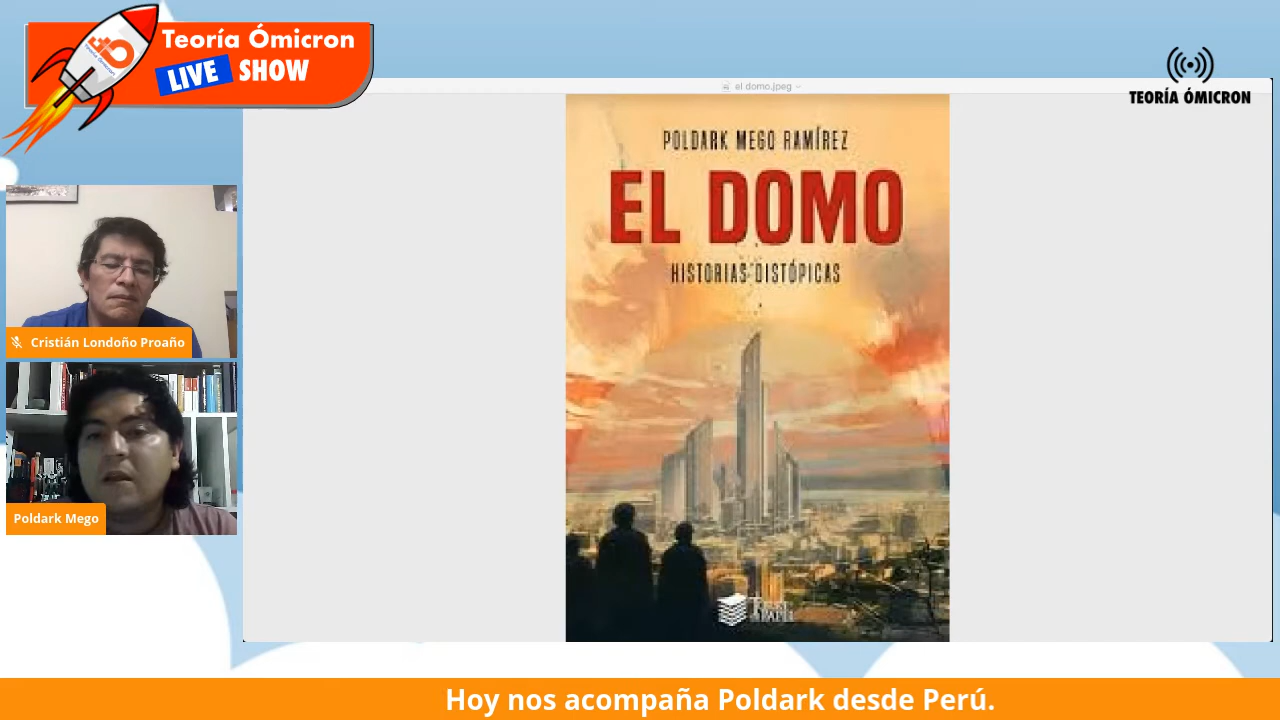 Teoría Ómicron
LIVE SHOW
TEORÍA ÓMICRON
el domo.jpeg
POLDARK MEGO RAMÍREZ
EL DOMO
HISTORIAS DISTÓPICAS
Cristián Londoño Proaño
Poldark Mego
Hoy nos acompaña Poldark desde Perú.